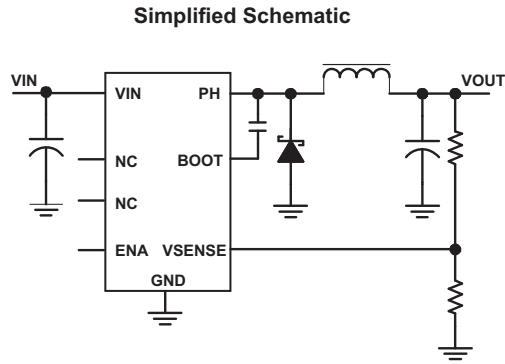 Simplified Schematic
VIN
VOUT
VIN
PH
NC
BOOT
NC
ENA
VSENSE
GND